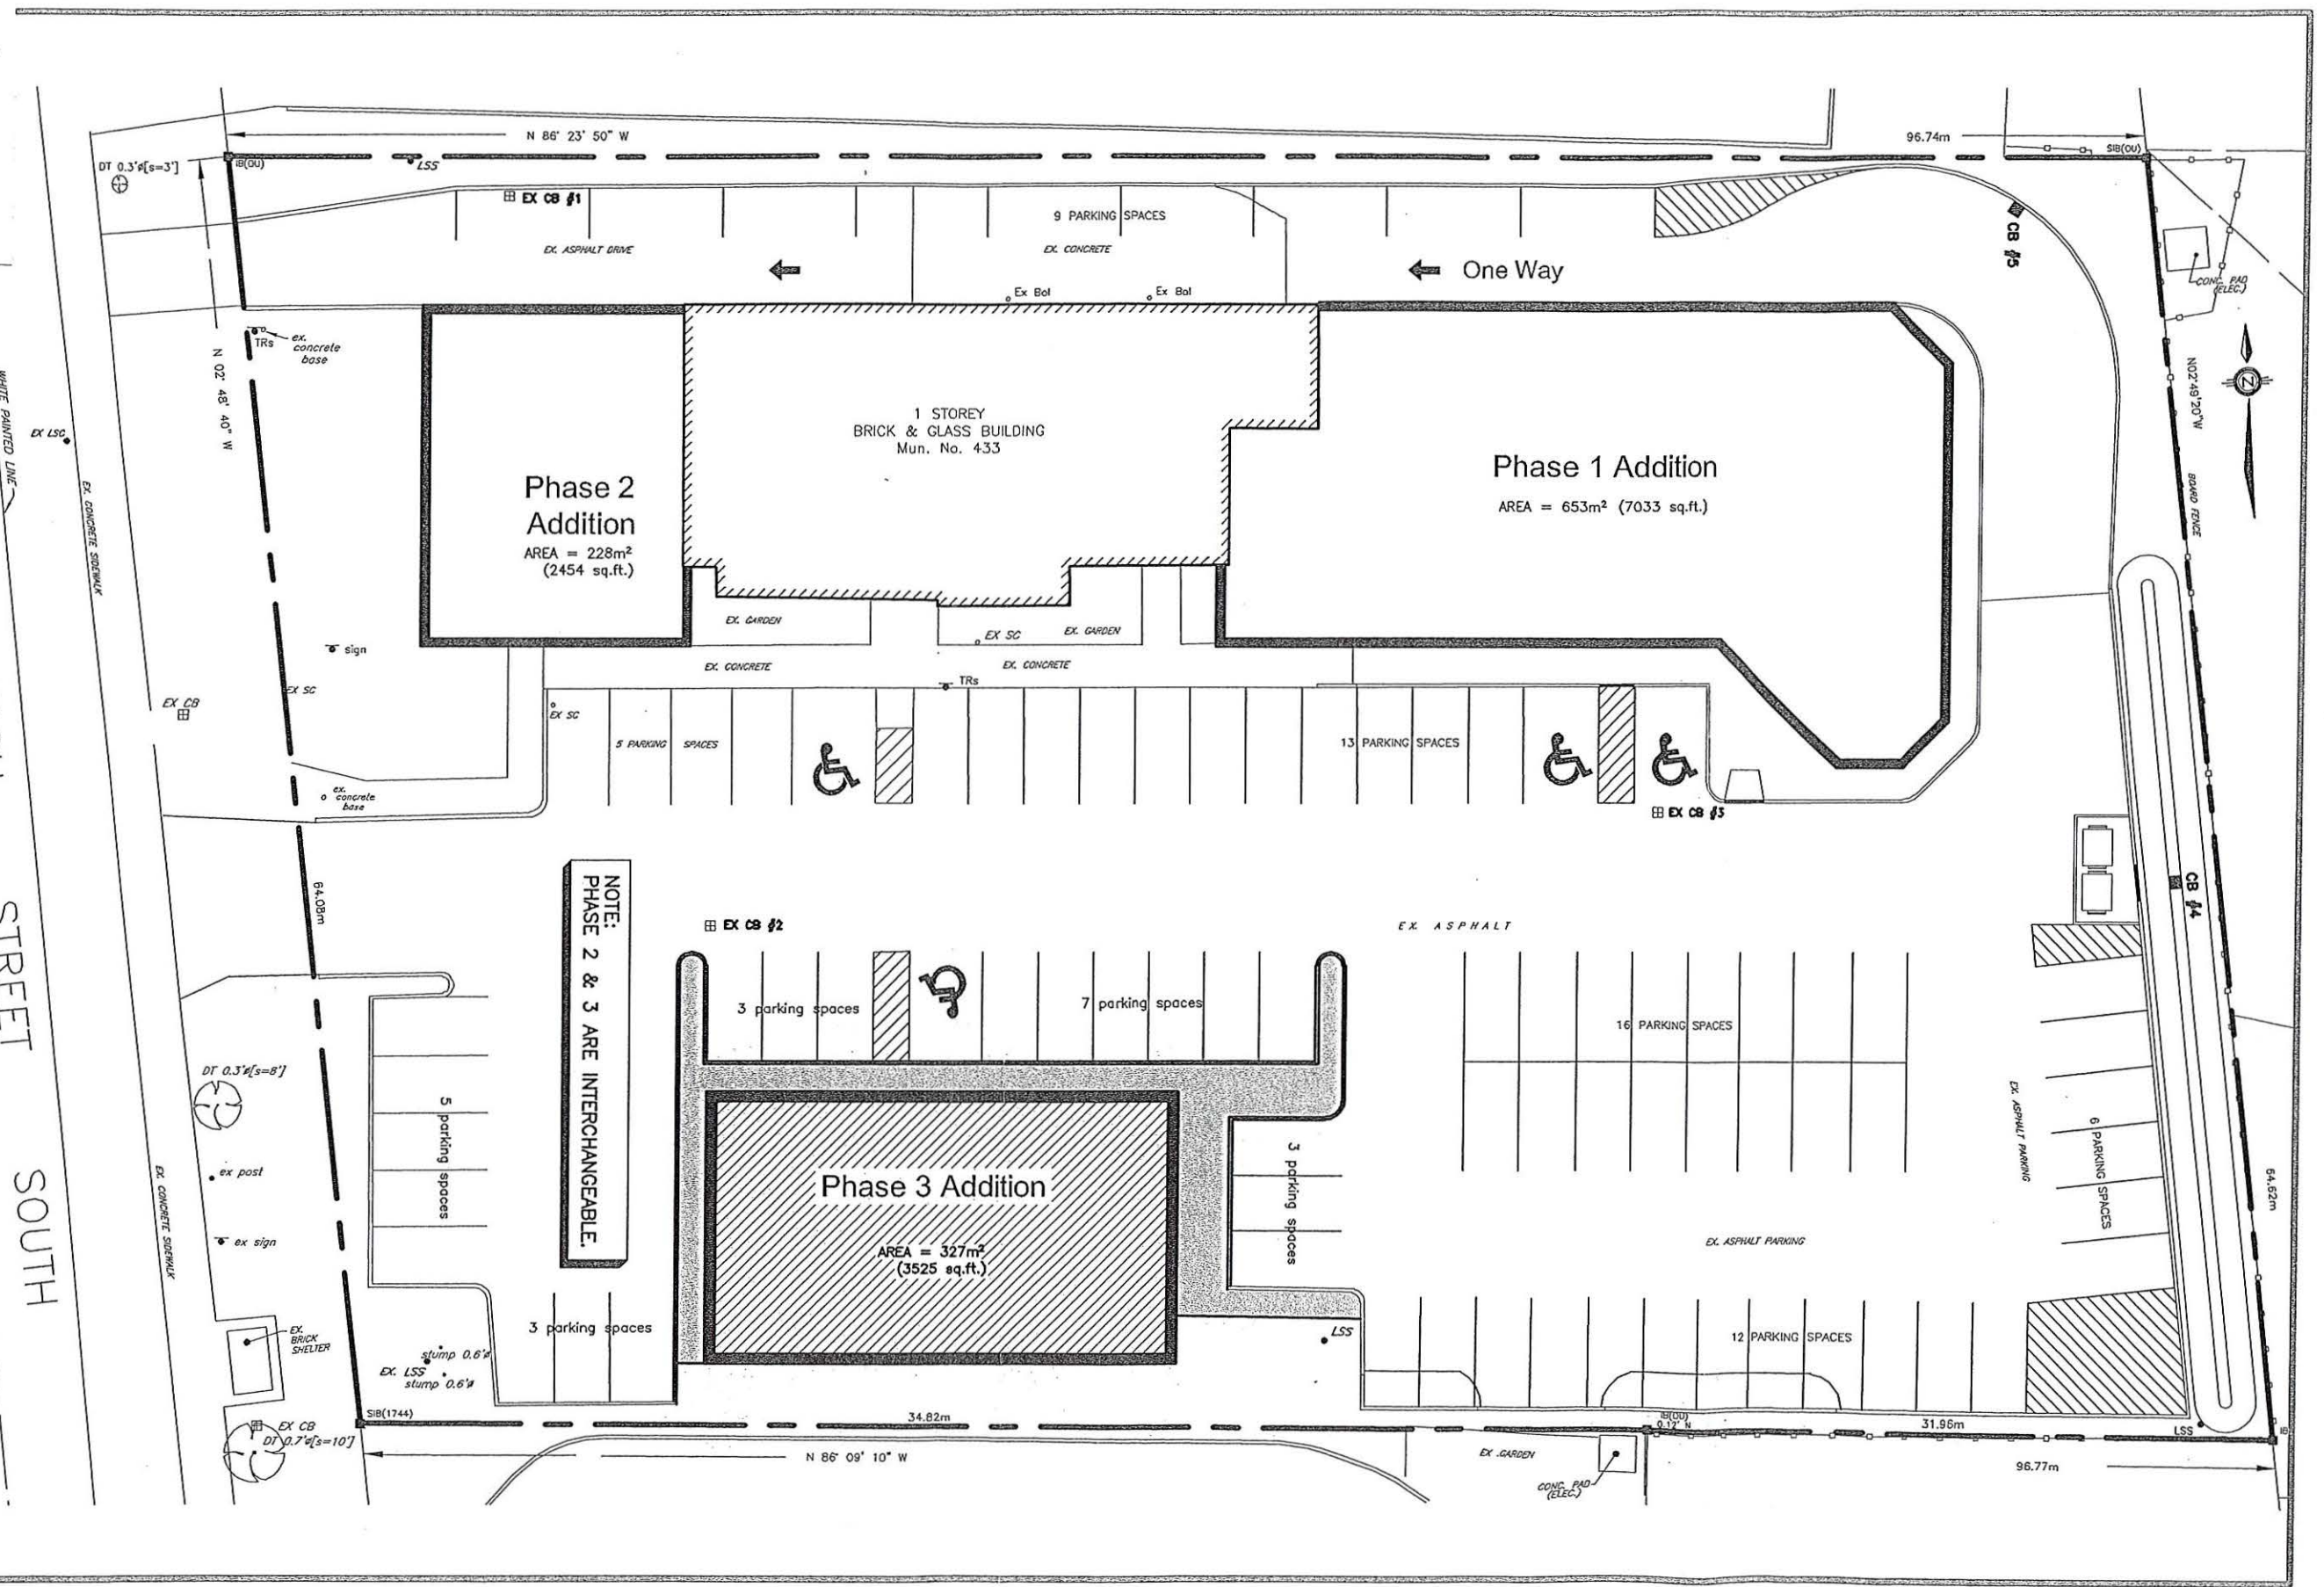 N 86° 23' 50" W
96.74m
DT 0.3'ø[s=3']
IB(OU)
LSS
SIB(OU)
EX CB #1
9 PARKING SPACES
EX. ASPHALT DRIVE
EX. CONCRETE
CB #5
One Way
CONC. PAD
(ELEC.)
Ex Bol
Ex Bol
TRs
ex.
concrete
base
N 02° 48' 40" W
N02°49'20"W
BOARD FENCE
WHITE PAINTED LINE
EX LSC
EX. CONCRETE SIDEWALK
1 STOREY
BRICK & GLASS BUILDING
Mun. No. 433
Phase 2
Addition
AREA = 228m²
(2454 sq.ft.)
Phase 1 Addition
AREA = 653m² (7033 sq.ft.)
EX. GARDEN
EX SC
EX. GARDEN
sign
EX. CONCRETE
EX. CONCRETE
TRs
EX SC
EX CB
EX SC
5 PARKING SPACES
13 PARKING SPACES
ex.
concrete
base
EX CB #3
64.08m
NOTE:
PHASE 2 & 3 ARE INTERCHANGEABLE.
EX CB #2
EX. ASPHALT
CB #4
STREET
SOUTH
3 parking spaces
7 parking spaces
16 PARKING SPACES
DT 0.3'ø[s=8']
5 parking spaces
EX. ASPHALT PARKING
6 PARKING SPACES
ex post
EX. CONCRETE SIDEWALK
Phase 3 Addition
AREA = 327m²
(3525 sq.ft.)
3 parking spaces
64.62m
ex sign
EX. ASPHALT PARKING
EX.
BRICK
SHELTER
3 parking spaces
LSS
12 PARKING SPACES
stump 0.6'ø
EX. LSS
stump 0.6'ø
SIB(1744)
34.82m
IB(OU)
0.12' N
31.96m
LSS
IB
EX CB
DT 0.7'ø[s=10']
N 86° 09' 10" W
EX .GARDEN
CONC. PAD
(ELEC.)
96.77m